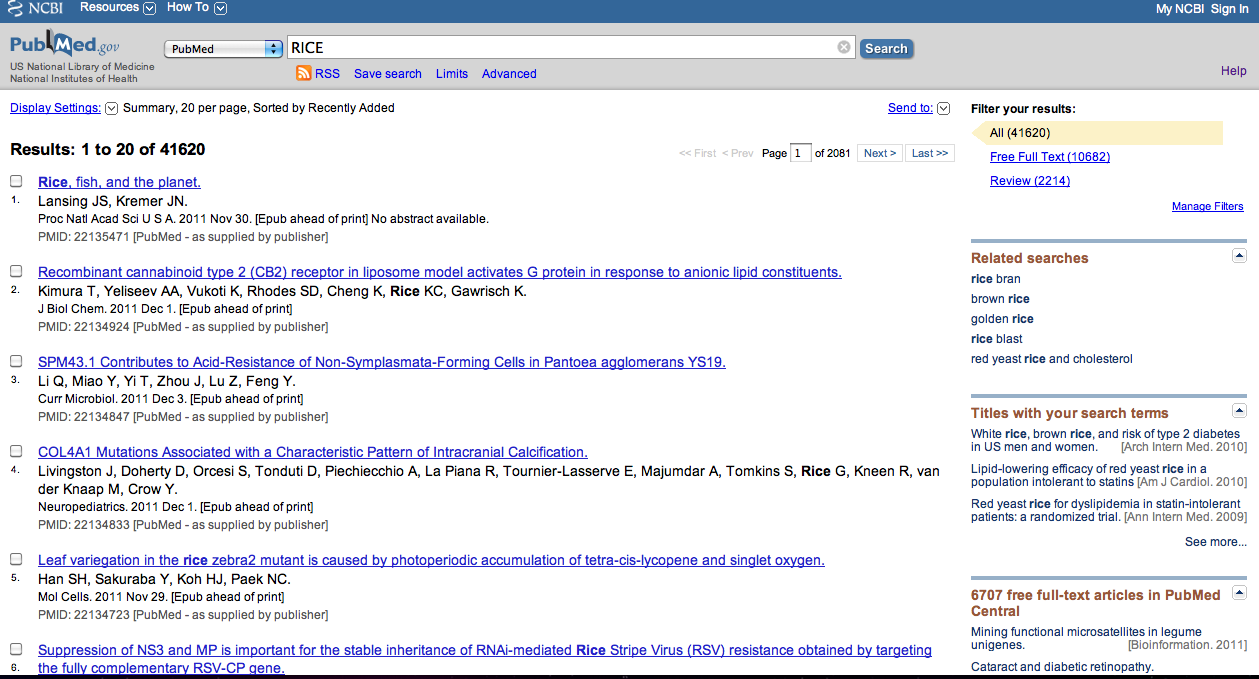 NCBI Resources How To My NCBI Sign In
PubMed.gov PubMed RICE Search
US National Library of Medicine
National Institutes of Health
RSS Save search Limits Advanced Help
Display Settings: Summary, 20 per page, Sorted by Recently Added Send to:
Results: 1 to 20 of 41620
<< First < Prev Page 1 of 2081 Next > Last >>
Rice, fish, and the planet.
1. Lansing JS, Kremer JN.
Proc Natl Acad Sci U S A. 2011 Nov 30. [Epub ahead of print] No abstract available.
PMID: 22135471 [PubMed - as supplied by publisher]
Recombinant cannabinoid type 2 (CB2) receptor in liposome model activates G protein in response to anionic lipid constituents.
2. Kimura T, Yeliseev AA, Vukoti K, Rhodes SD, Cheng K, Rice KC, Gawrisch K.
J Biol Chem. 2011 Dec 1. [Epub ahead of print]
PMID: 22134924 [PubMed - as supplied by publisher]
SPM43.1 Contributes to Acid-Resistance of Non-Symplasmata-Forming Cells in Pantoea agglomerans YS19.
3. Li Q, Miao Y, Yi T, Zhou J, Lu Z, Feng Y.
Curr Microbiol. 2011 Dec 3. [Epub ahead of print]
PMID: 22134847 [PubMed - as supplied by publisher]
COL4A1 Mutations Associated with a Characteristic Pattern of Intracranial Calcification.
4. Livingston J, Doherty D, Orcesi S, Tonduti D, Piechiecchio A, La Piana R, Tournier-Lasserve E, Majumdar A, Tomkins S, Rice G, Kneen R, van
der Knaap M, Crow Y.
Neuropediatrics. 2011 Dec 1. [Epub ahead of print]
PMID: 22134833 [PubMed - as supplied by publisher]
Leaf variegation in the rice zebra2 mutant is caused by photoperiodic accumulation of tetra-cis-lycopene and singlet oxygen.
5. Han SH, Sakuraba Y, Koh HJ, Paek NC.
Mol Cells. 2011 Nov 29. [Epub ahead of print]
PMID: 22134723 [PubMed - as supplied by publisher]
Suppression of NS3 and MP is important for the stable inheritance of RNAi-mediated Rice Stripe Virus (RSV) resistance obtained by targeting
6. the fully complementary RSV-CP gene.
Filter your results:
All (41620)
Free Full Text (10682)
Review (2214)
Manage Filters
Related searches
rice bran
brown rice
golden rice
rice blast
red yeast rice and cholesterol
Titles with your search terms
White rice, brown rice, and risk of type 2 diabetes
in US men and women. [Arch Intern Med. 2010]
Lipid-lowering efficacy of red yeast rice in a
population intolerant to statins [Am J Cardiol. 2010]
Red yeast rice for dyslipidemia in statin-intolerant
patients: a randomized trial. [Ann Intern Med. 2009]
See more...
6707 free full-text articles in PubMed
Central
Mining functional microsatellites in legume
unigenes. [Bioinformation. 2011]
Cataract and diabetic retinopathy.